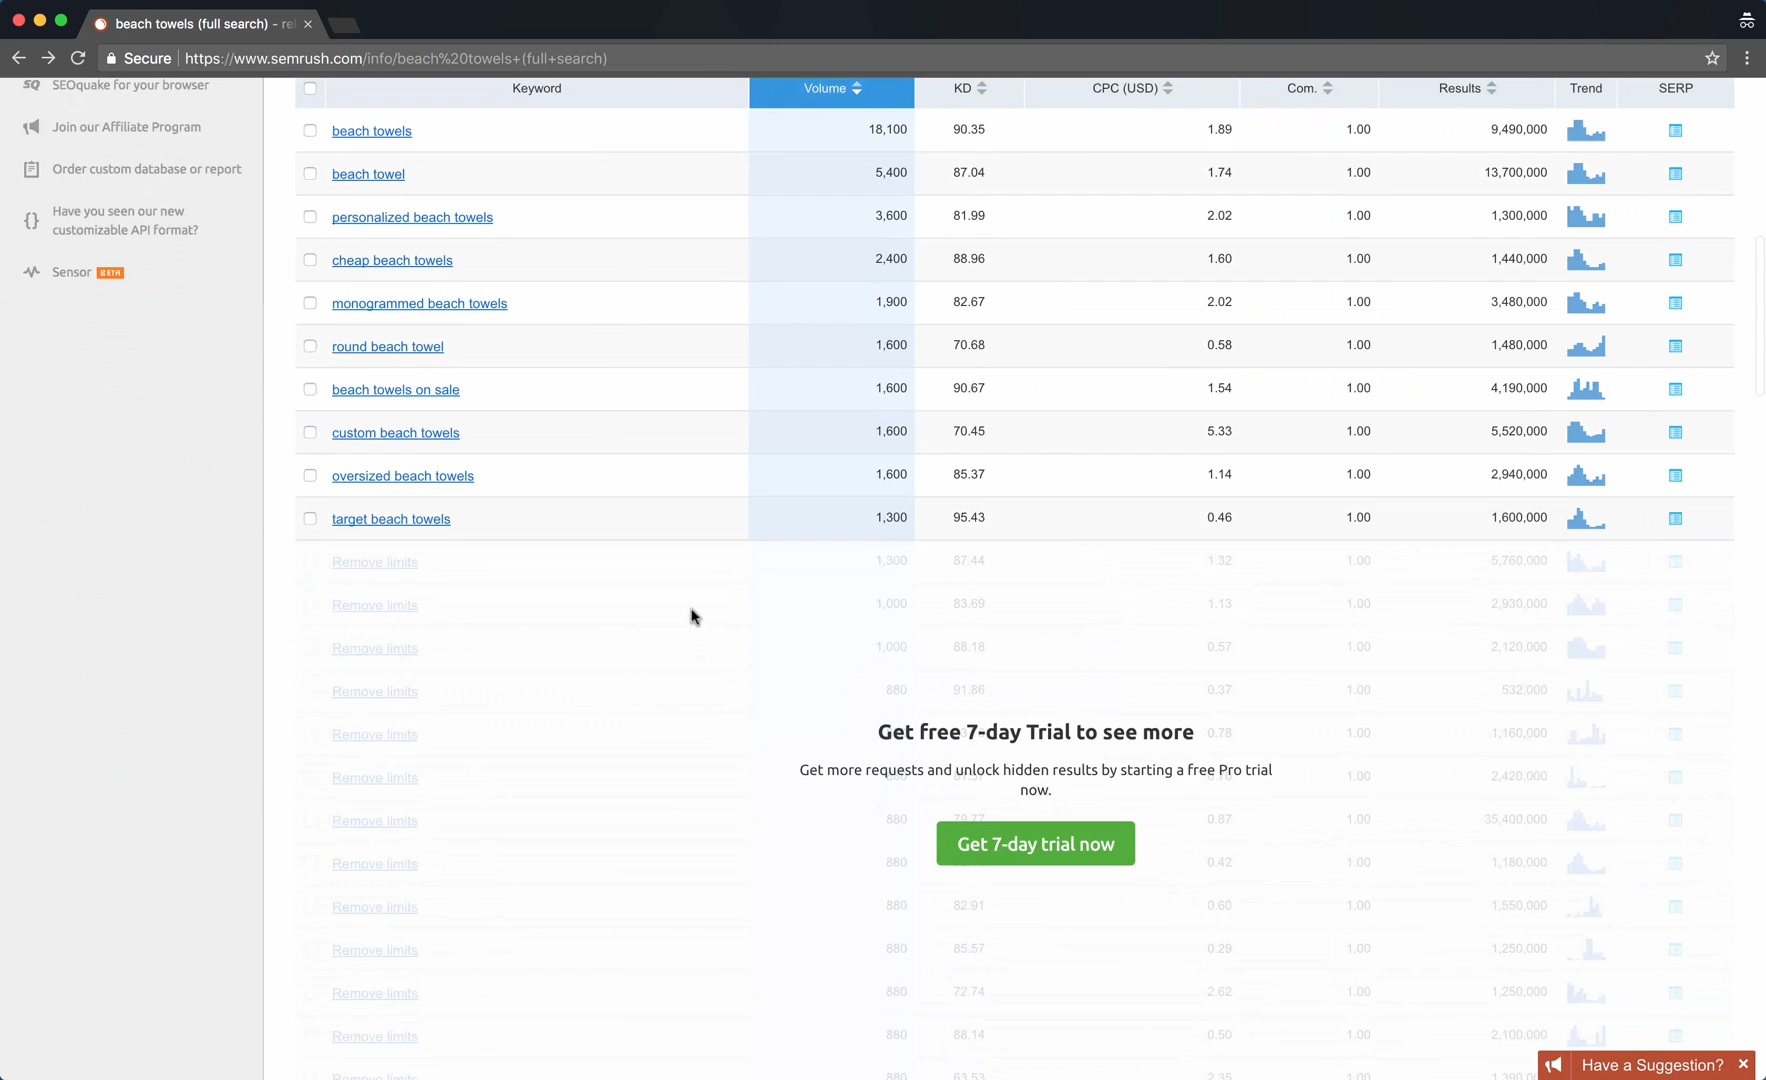 beach towels (full search) - rel
Secure https://www.semrush.com/info/beach%20towels+(full+search)
SEOquake for your browser
Join our Affiliate Program
Order custom database or report
Have you seen our new
customizable API format?
Sensor BETA
Keyword Volume KD CPC (USD) Com. Results Trend SERP
beach towels 18,100 90.35 1.89 1.00 9,490,000
beach towel 5,400 87.04 1.74 1.00 13,700,000
personalized beach towels 3,600 81.99 2.02 1.00 1,300,000
cheap beach towels 2,400 88.96 1.60 1.00 1,440,000
monogrammed beach towels 1,900 82.67 2.02 1.00 3,480,000
round beach towel 1,600 70.68 0.58 1.00 1,480,000
beach towels on sale 1,600 90.67 1.54 1.00 4,190,000
custom beach towels 1,600 70.45 5.33 1.00 5,520,000
oversized beach towels 1,600 85.37 1.14 1.00 2,940,000
target beach towels 1,300 95.43 0.46 1.00 1,600,000
Remove limits 1,300 87.44 1.32 1.00 5,760,000
Remove limits 1,000 83.69 1.13 1.00 2,930,000
Remove limits 1,000 88.18 0.57 1.00 2,120,000
Remove limits 880 91.86 0.37 1.00 532,000
Get free 7-day Trial to see more
Remove limits 0.78 1.00 1,160,000
Get more requests and unlock hidden results by starting a free Pro trial
now.
Remove limits 1.00 2,420,000
Remove limits 880 79.77 0.87 1.00 35,400,000
Get 7-day trial now
Remove limits 880 0.42 1.00 1,180,000
Remove limits 880 82.91 0.60 1.00 1,550,000
Remove limits 880 85.57 0.29 1.00 1,250,000
Remove limits 880 72.74 2.62 1.00 1,250,000
Remove limits 880 88.14 0.50 1.00 2,100,000
Remove limits 880 63.53 2.35 1.00
Have a Suggestion?